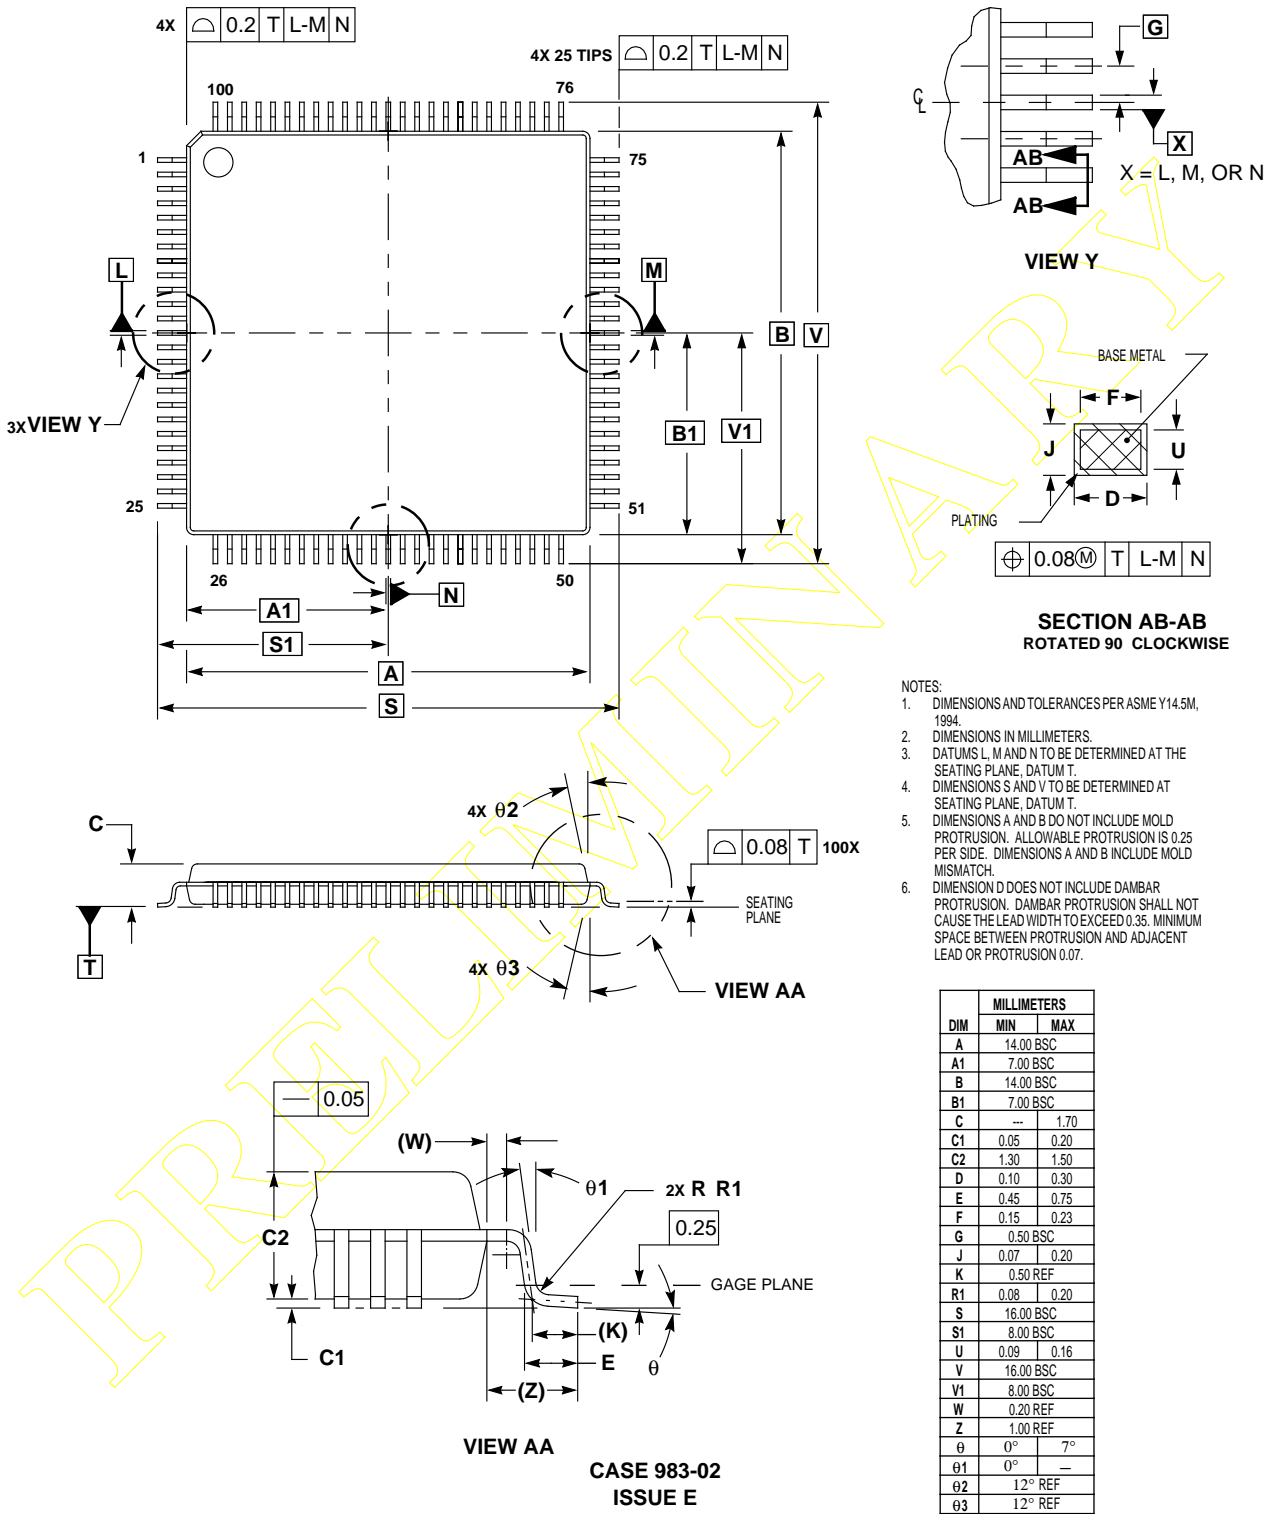 4X ⌓ 0.2 T L-M N
4X 25 TIPS ⌓ 0.2 T L-M N
100
76
1
75
L
M
B
V
3X VIEW Y
B1
V1
25
51
26
50
N
A1
S1
A
S
G
℄
X
AB
X = L, M, OR N
AB
VIEW Y
BASE METAL
F
J
U
D
PLATING
⌖ 0.08Ⓜ T L-M N
SECTION AB-AB
ROTATED 90 CLOCKWISE
NOTES:
1. DIMENSIONS AND TOLERANCES PER ASME Y14.5M,
1994.
2. DIMENSIONS IN MILLIMETERS.
3. DATUMS L, M AND N TO BE DETERMINED AT THE
SEATING PLANE, DATUM T.
4. DIMENSIONS S AND V TO BE DETERMINED AT
SEATING PLANE, DATUM T.
5. DIMENSIONS A AND B DO NOT INCLUDE MOLD
PROTRUSION. ALLOWABLE PROTRUSION IS 0.25
PER SIDE. DIMENSIONS A AND B INCLUDE MOLD
MISMATCH.
6. DIMENSION D DOES NOT INCLUDE DAMBAR
PROTRUSION. DAMBAR PROTRUSION SHALL NOT
CAUSE THE LEAD WIDTH TO EXCEED 0.35. MINIMUM
SPACE BETWEEN PROTRUSION AND ADJACENT
LEAD OR PROTRUSION 0.07.
4X θ2
C
⌓ 0.08 T 100X
SEATING
PLANE
T
4X θ3
VIEW AA
— 0.05
(W)
θ1
2X R R1
0.25
C2
GAGE PLANE
C1
(K)
E
θ
(Z)
VIEW AA
CASE 983-02
ISSUE E
MILLIMETERS
DIM MIN MAX
A 14.00 BSC
A1 7.00 BSC
B 14.00 BSC
B1 7.00 BSC
C --- 1.70
C1 0.05 0.20
C2 1.30 1.50
D 0.10 0.30
E 0.45 0.75
F 0.15 0.23
G 0.50 BSC
J 0.07 0.20
K 0.50 REF
R1 0.08 0.20
S 16.00 BSC
S1 8.00 BSC
U 0.09 0.16
V 16.00 BSC
V1 8.00 BSC
W 0.20 REF
Z 1.00 REF
θ 0° 7°
θ1 0° —
θ2 12° REF
θ3 12° REF
PRELIMINARY